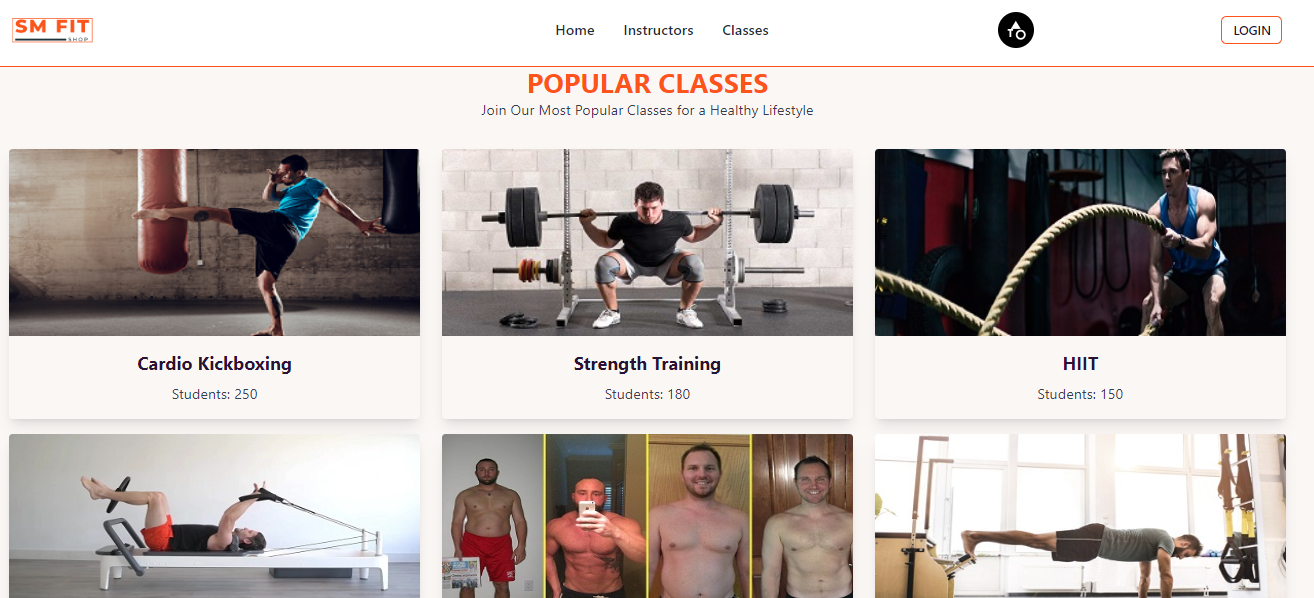 SM FIT
SHOP
Home Instructors Classes
LOGIN
POPULAR CLASSES
Join Our Most Popular Classes for a Healthy Lifestyle
Cardio Kickboxing Strength Training HIIT
Students: 250 Students: 180 Students: 150